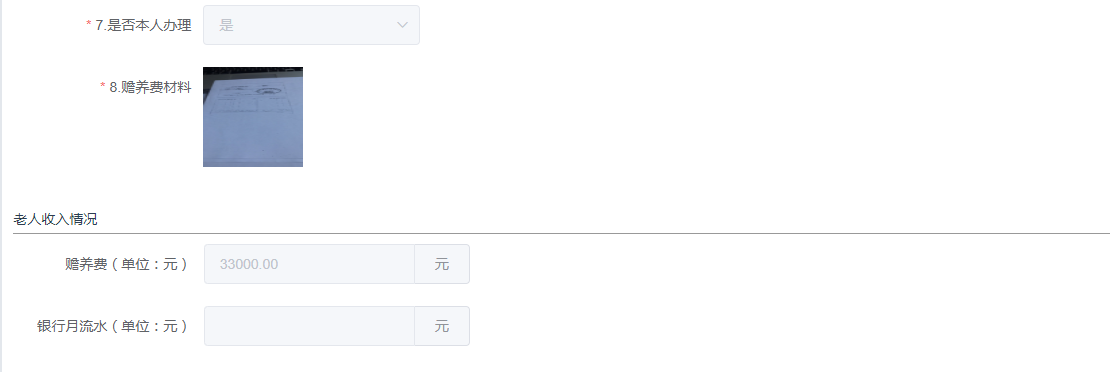 * 7.是否本人办理 是
* 8.赡养费材料
老人收入情况
赡养费（单位：元） 33000.00 元
银行月流水（单位：元） 元